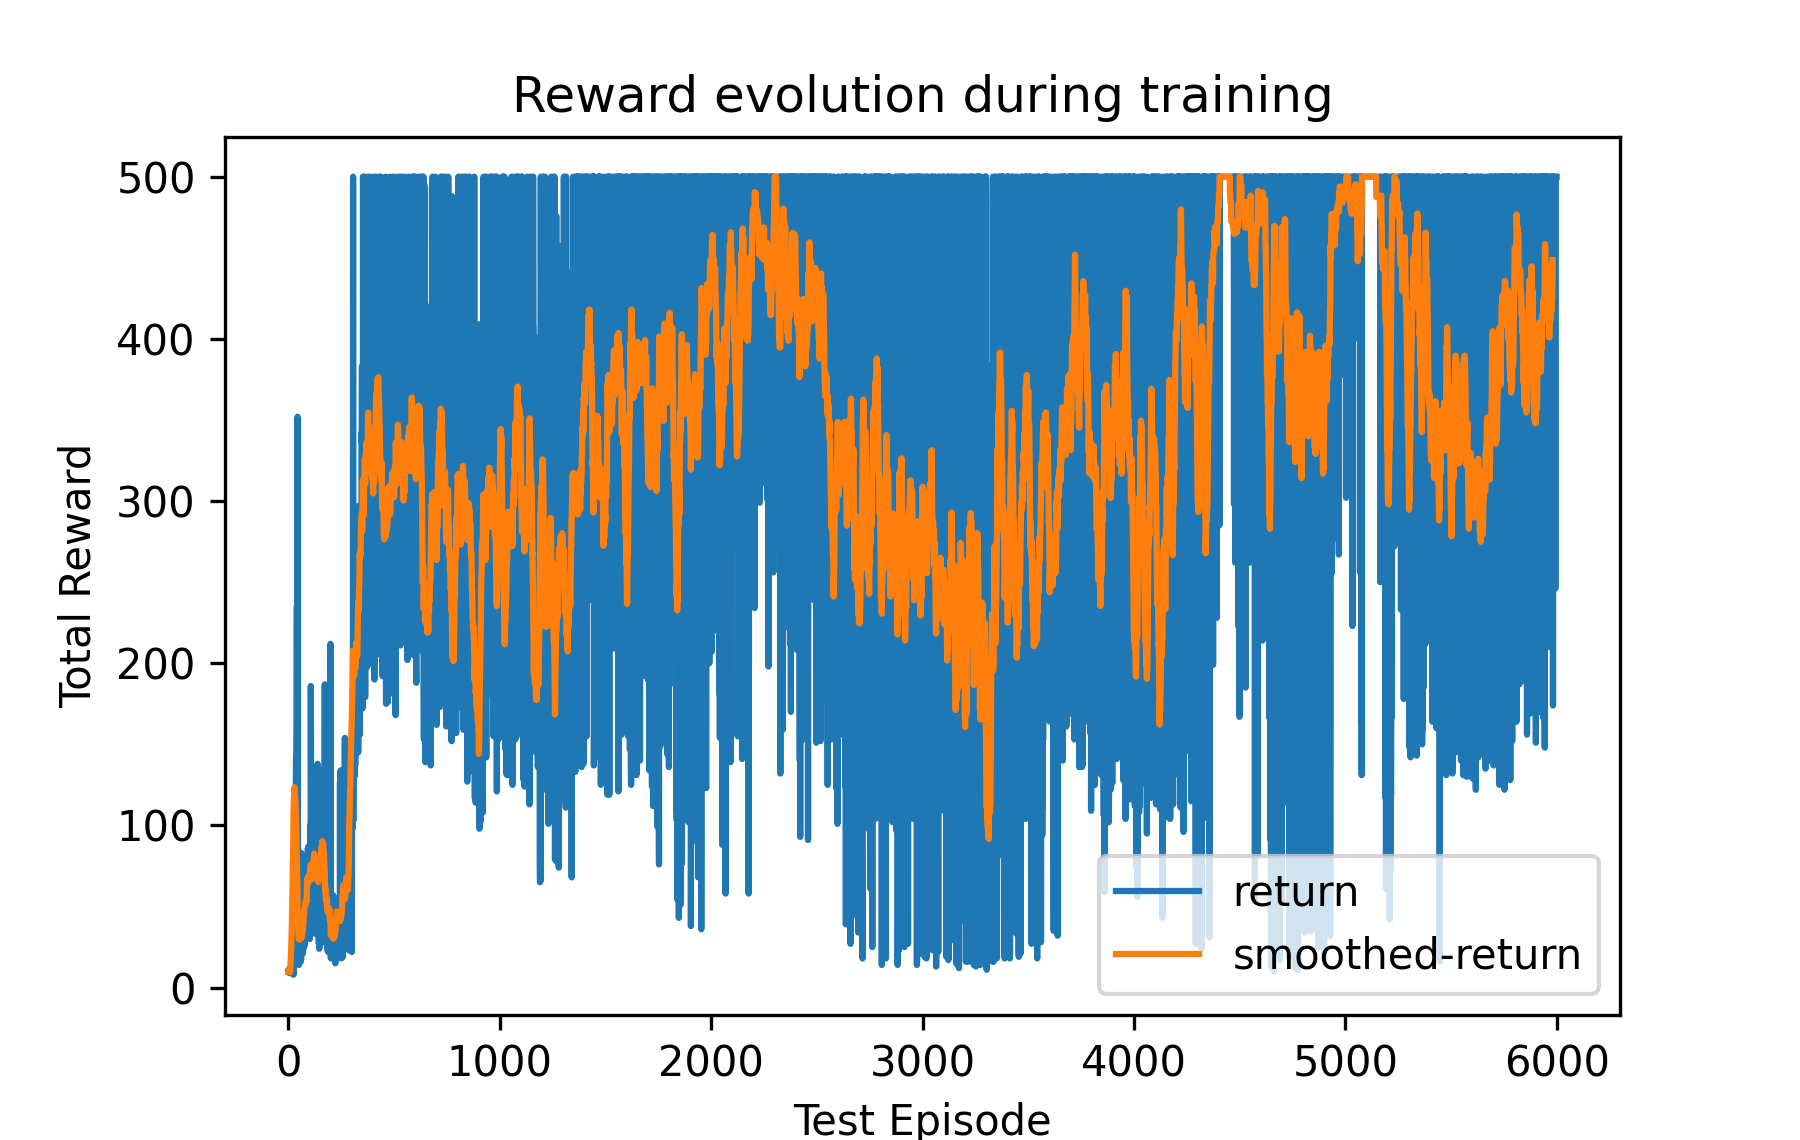 Reward evolution during training
Total Reward
500
400
300
200
100
0
return
smoothed-return
0 1000 2000 3000 4000 5000 6000
Test Episode